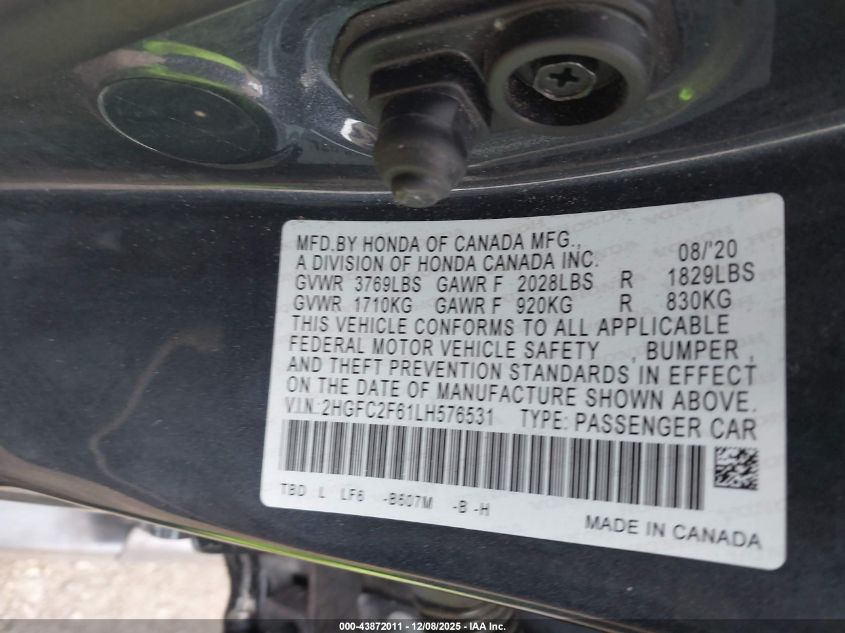 MFD.BY HONDA OF CANADA MFG., 08/'20
A DIVISION OF HONDA CANADA INC.
GVWR 3769LBS GAWR F 2028LBS R 1829LBS
GVWR 1710KG GAWR F 920KG R 830KG
THIS VEHICLE CONFORMS TO ALL APPLICABLE
FEDERAL MOTOR VEHICLE SAFETY , BUMPER ,
AND THEFT PREVENTION STANDARDS IN EFFECT
ON THE DATE OF MANUFACTURE SHOWN ABOVE.
VIN:2HGFC2F61LH576531 TYPE: PASSENGER CAR
TBD L LF6 -B607M -B -H
MADE IN CANADA
000-43872011 - 12/08/2025 - IAA Inc.